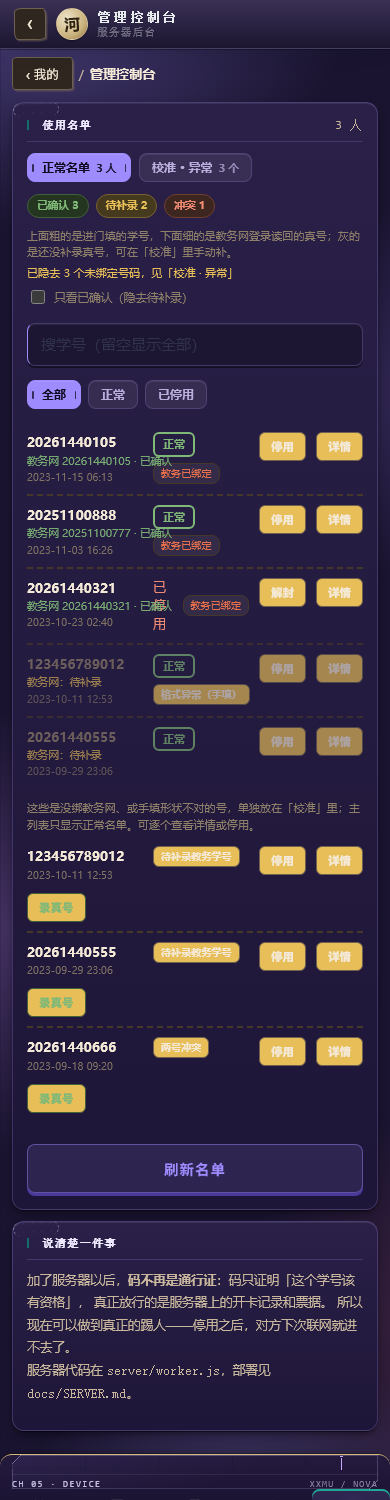 ‹ 河 管理控制台
服务器后台
‹ 我的 / 管理控制台
使用名单 3 人
正常名单 3 人 校准・异常 3 个
已确认 3 待补录 2 冲突 1
上面粗的是进门填的学号，下面细的是教务网登录读回的真号；灰的
是还没补录真号，可在「校准」里手动补。
已隐去 3 个未绑定号码，见「校准 · 异常」
只看已确认（隐去待补录）
搜学号（留空显示全部）
全部 正常 已停用
20261440105 正常 停用 详情
教务网 20261440105 · 已确认
教务已绑定
2023-11-15 06:13
20251100888 正常 停用 详情
教务网 20251100777 · 已确认
教务已绑定
2023-11-03 16:26
20261440321 已停用 教务已绑定 解封 详情
教务网 20261440321 · 已确认
2023-10-23 02:40
123456789012 正常 停用 详情
教务网：待补录
格式异常（手填）
2023-10-11 12:53
20261440555 正常 停用 详情
教务网：待补录
2023-09-29 23:06
这些是没绑教务网、或手填形状不对的号，单独放在「校准」里；主
列表只显示正常名单。可逐个查看详情或停用。
123456789012 待补录教务学号 停用 详情
2023-10-11 12:53
录真号
20261440555 待补录教务学号 停用 详情
2023-09-29 23:06
录真号
20261440666 两号冲突 停用 详情
2023-09-18 09:20
录真号
刷新名单
说清楚一件事
加了服务器以后，码不再是通行证：码只证明「这个学号该
有资格」，真正放行的是服务器上的开卡记录和票据。 所以
现在可以做到真正的踢人——停用之后，对方下次联网就进
不去了。
服务器代码在 server/worker.js，部署见
docs/SERVER.md。
CH 05 · DEVICE XXMU / NOVA